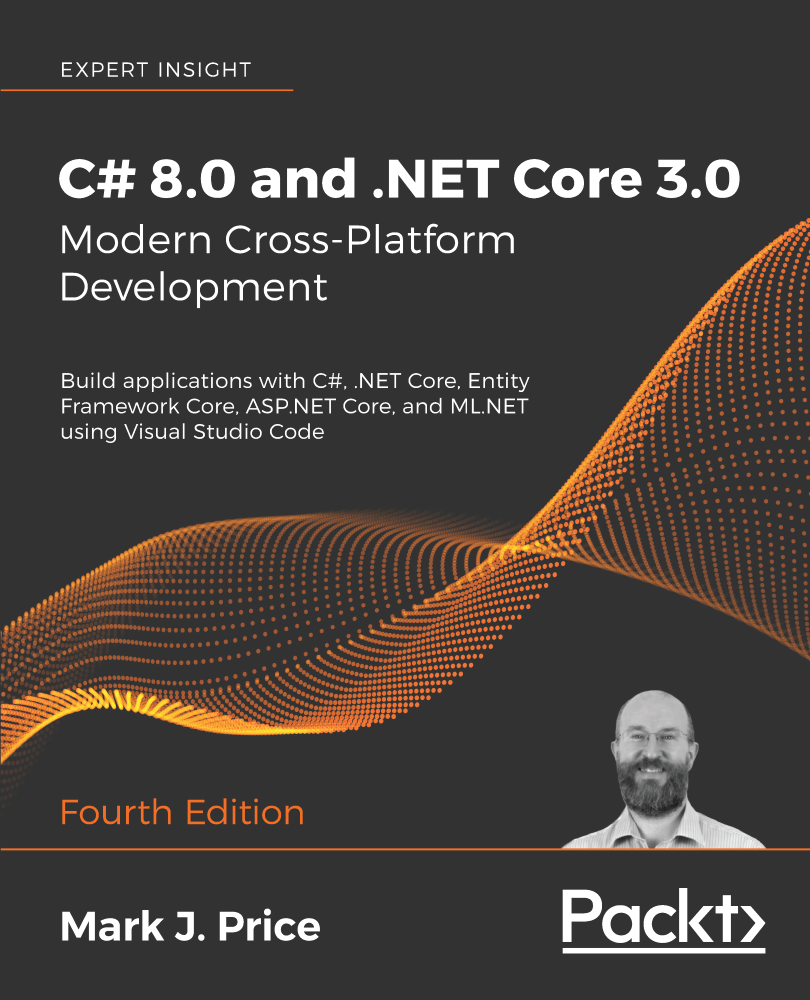 EXPERT INSIGHT
C# 8.0 and .NET Core 3.0
Modern Cross-Platform
Development
Build applications with C#, .NET Core, Entity
Framework Core, ASP.NET Core, and ML.NET
using Visual Studio Code
Fourth Edition
Mark J. Price
Packt>